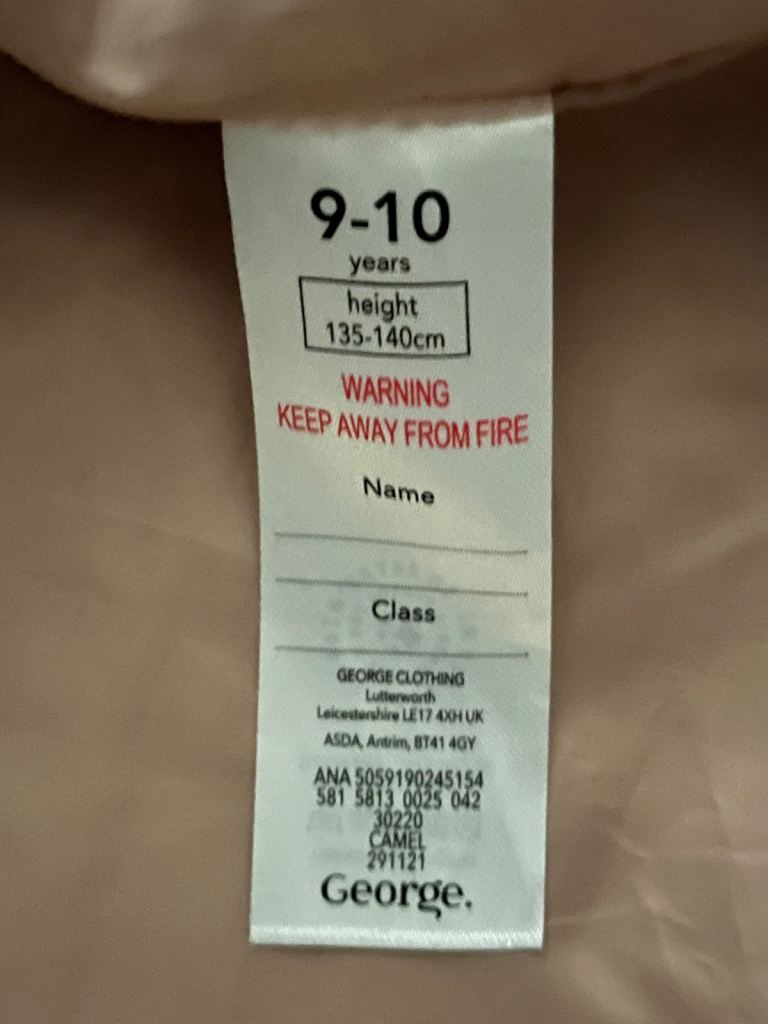 9-10
years
height
135-140cm
WARNING
KEEP AWAY FROM FIRE
Name
Class
GEORGE CLOTHING
Lutterworth
Leicestershire LE17 4XH UK
ASDA, Antrim, BT41 4GY
ANA 5059190245154
581 5813 0025 042
30220
CAMEL
291121
George.